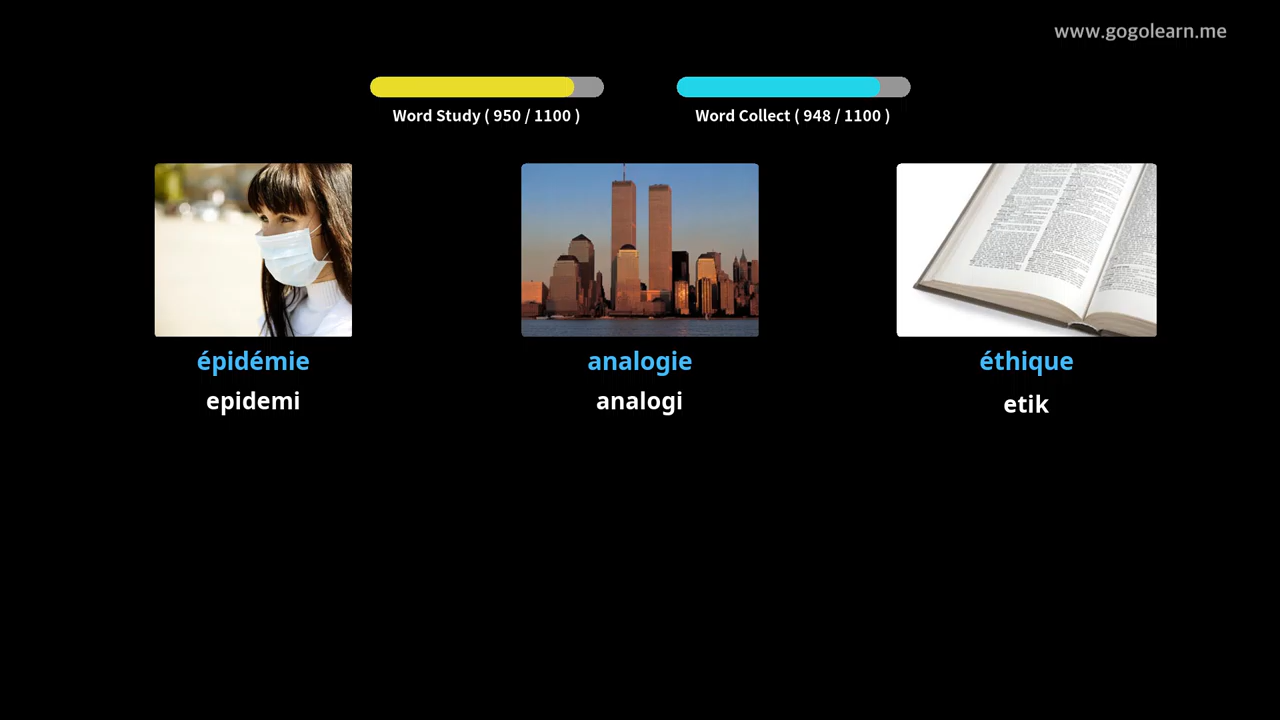 www.gogolearn.me
Word Study ( 950 / 1100 )
Word Collect ( 948 / 1100 )
épidémie
analogie
éthique
epidemi
analogi
etik